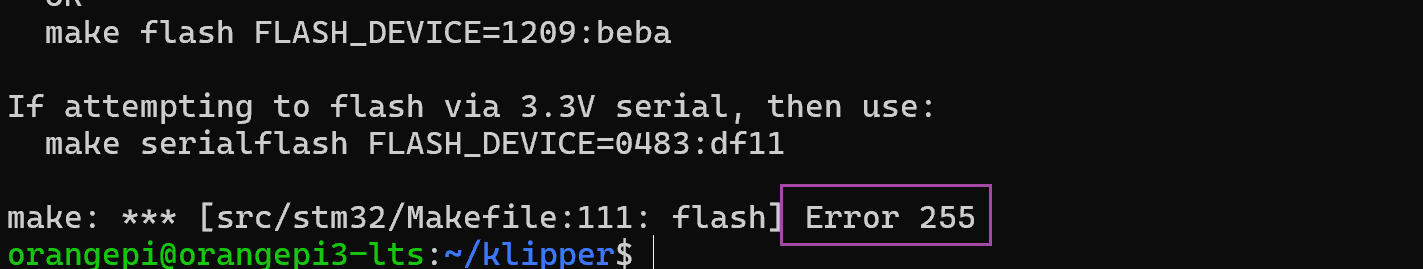 or
make flash FLASH_DEVICE=1209:beba
If attempting to flash via 3.3V serial, then use:
make serialflash FLASH_DEVICE=0483:df11
make: *** [src/stm32/Makefile:111: flash] Error 255
orangepi@orangepi3-lts:~/klipper$